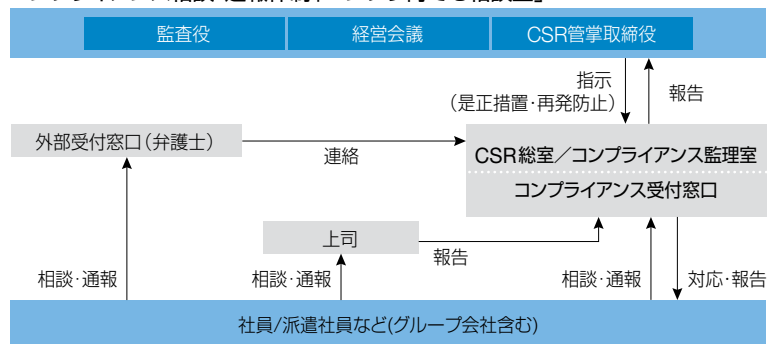 監査役
経営会議
CSR管掌取締役
指示
(是正措置・再発防止)
報告
外部受付窓口(弁護士)
連絡
CSR総室/コンプライアンス監理室
コンプライアンス受付窓口
上司
報告
相談・通報
相談・通報
相談・通報
対応・報告
社員/派遣社員など(グループ会社含む)